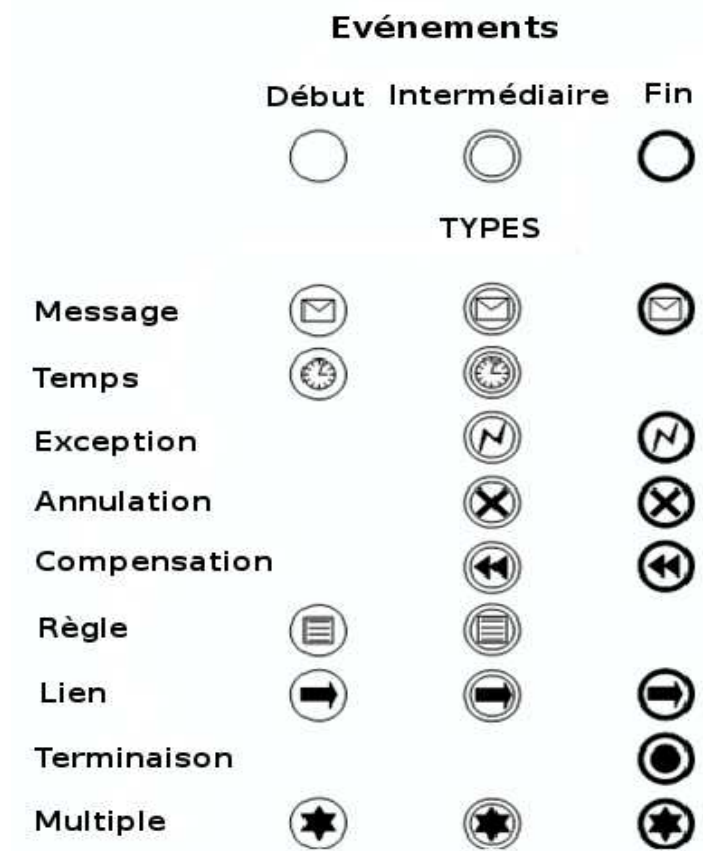 Evénements
Début Intermédiaire Fin
TYPES
Message
Temps
Exception
Annulation
Compensation
Règle
Lien
Terminaison
Multiple